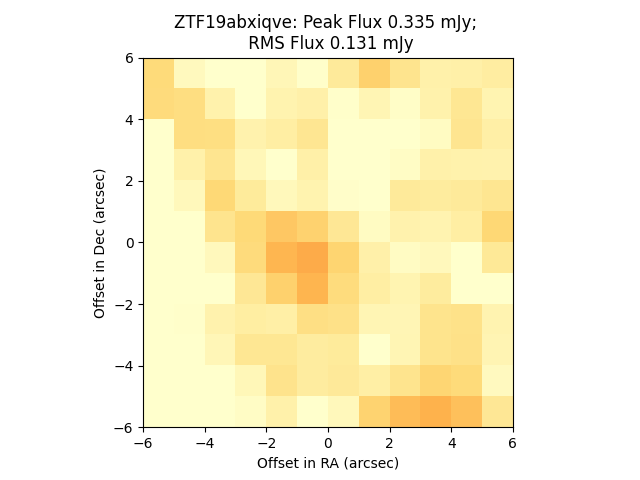 ZTF19abxiqve: Peak Flux 0.335 mJy;
RMS Flux 0.131 mJy
6
4
2
0
−2
−4
−6
Offset in Dec (arcsec)
−6 −4 −2 0 2 4 6
Offset in RA (arcsec)